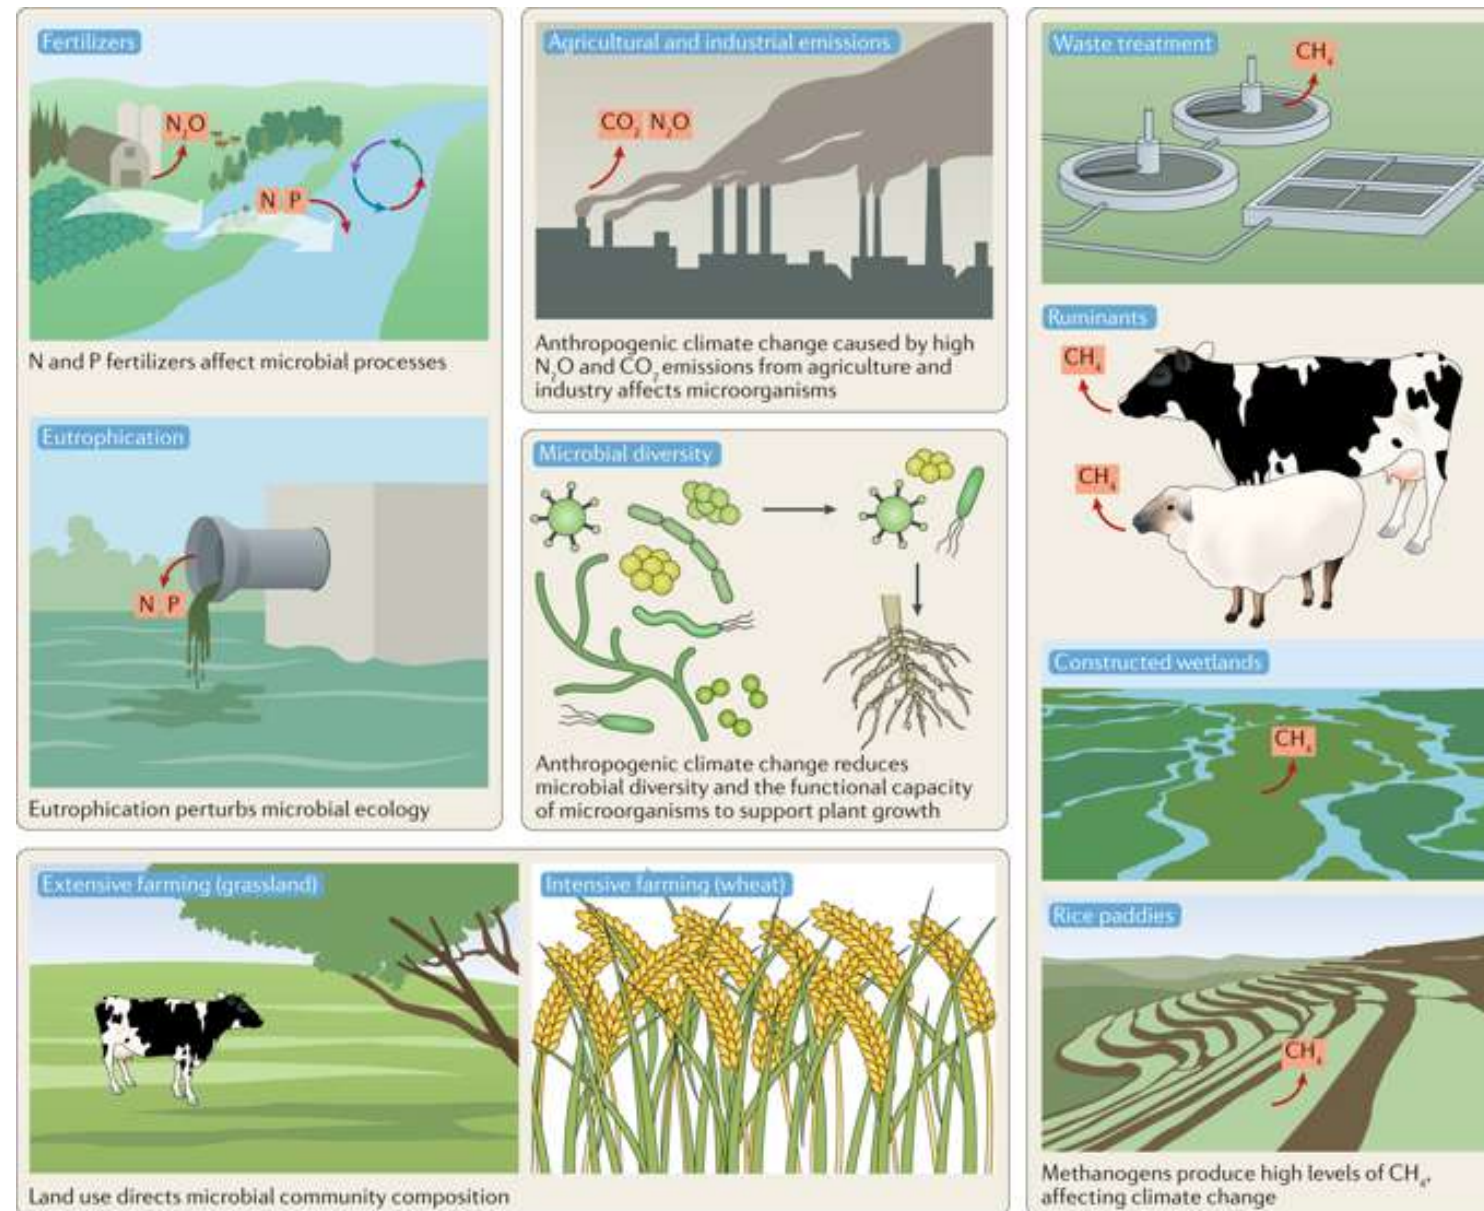 Fertilizers
N₂O
N P
N and P fertilizers affect microbial processes
Eutrophication
N P
Eutrophication perturbs microbial ecology
Agricultural and industrial emissions
CO₂ N₂O
Anthropogenic climate change caused by high
N₂O and CO₂ emissions from agriculture and
industry affects microorganisms
Microbial diversity
Anthropogenic climate change reduces
microbial diversity and the functional capacity
of microorganisms to support plant growth
Extensive farming (grassland)
Intensive farming (wheat)
Land use directs microbial community composition
Waste treatment
CH₄
Ruminants
CH₄
CH₄
Constructed wetlands
CH₄
Rice paddies
CH₄
Methanogens produce high levels of CH₄,
affecting climate change